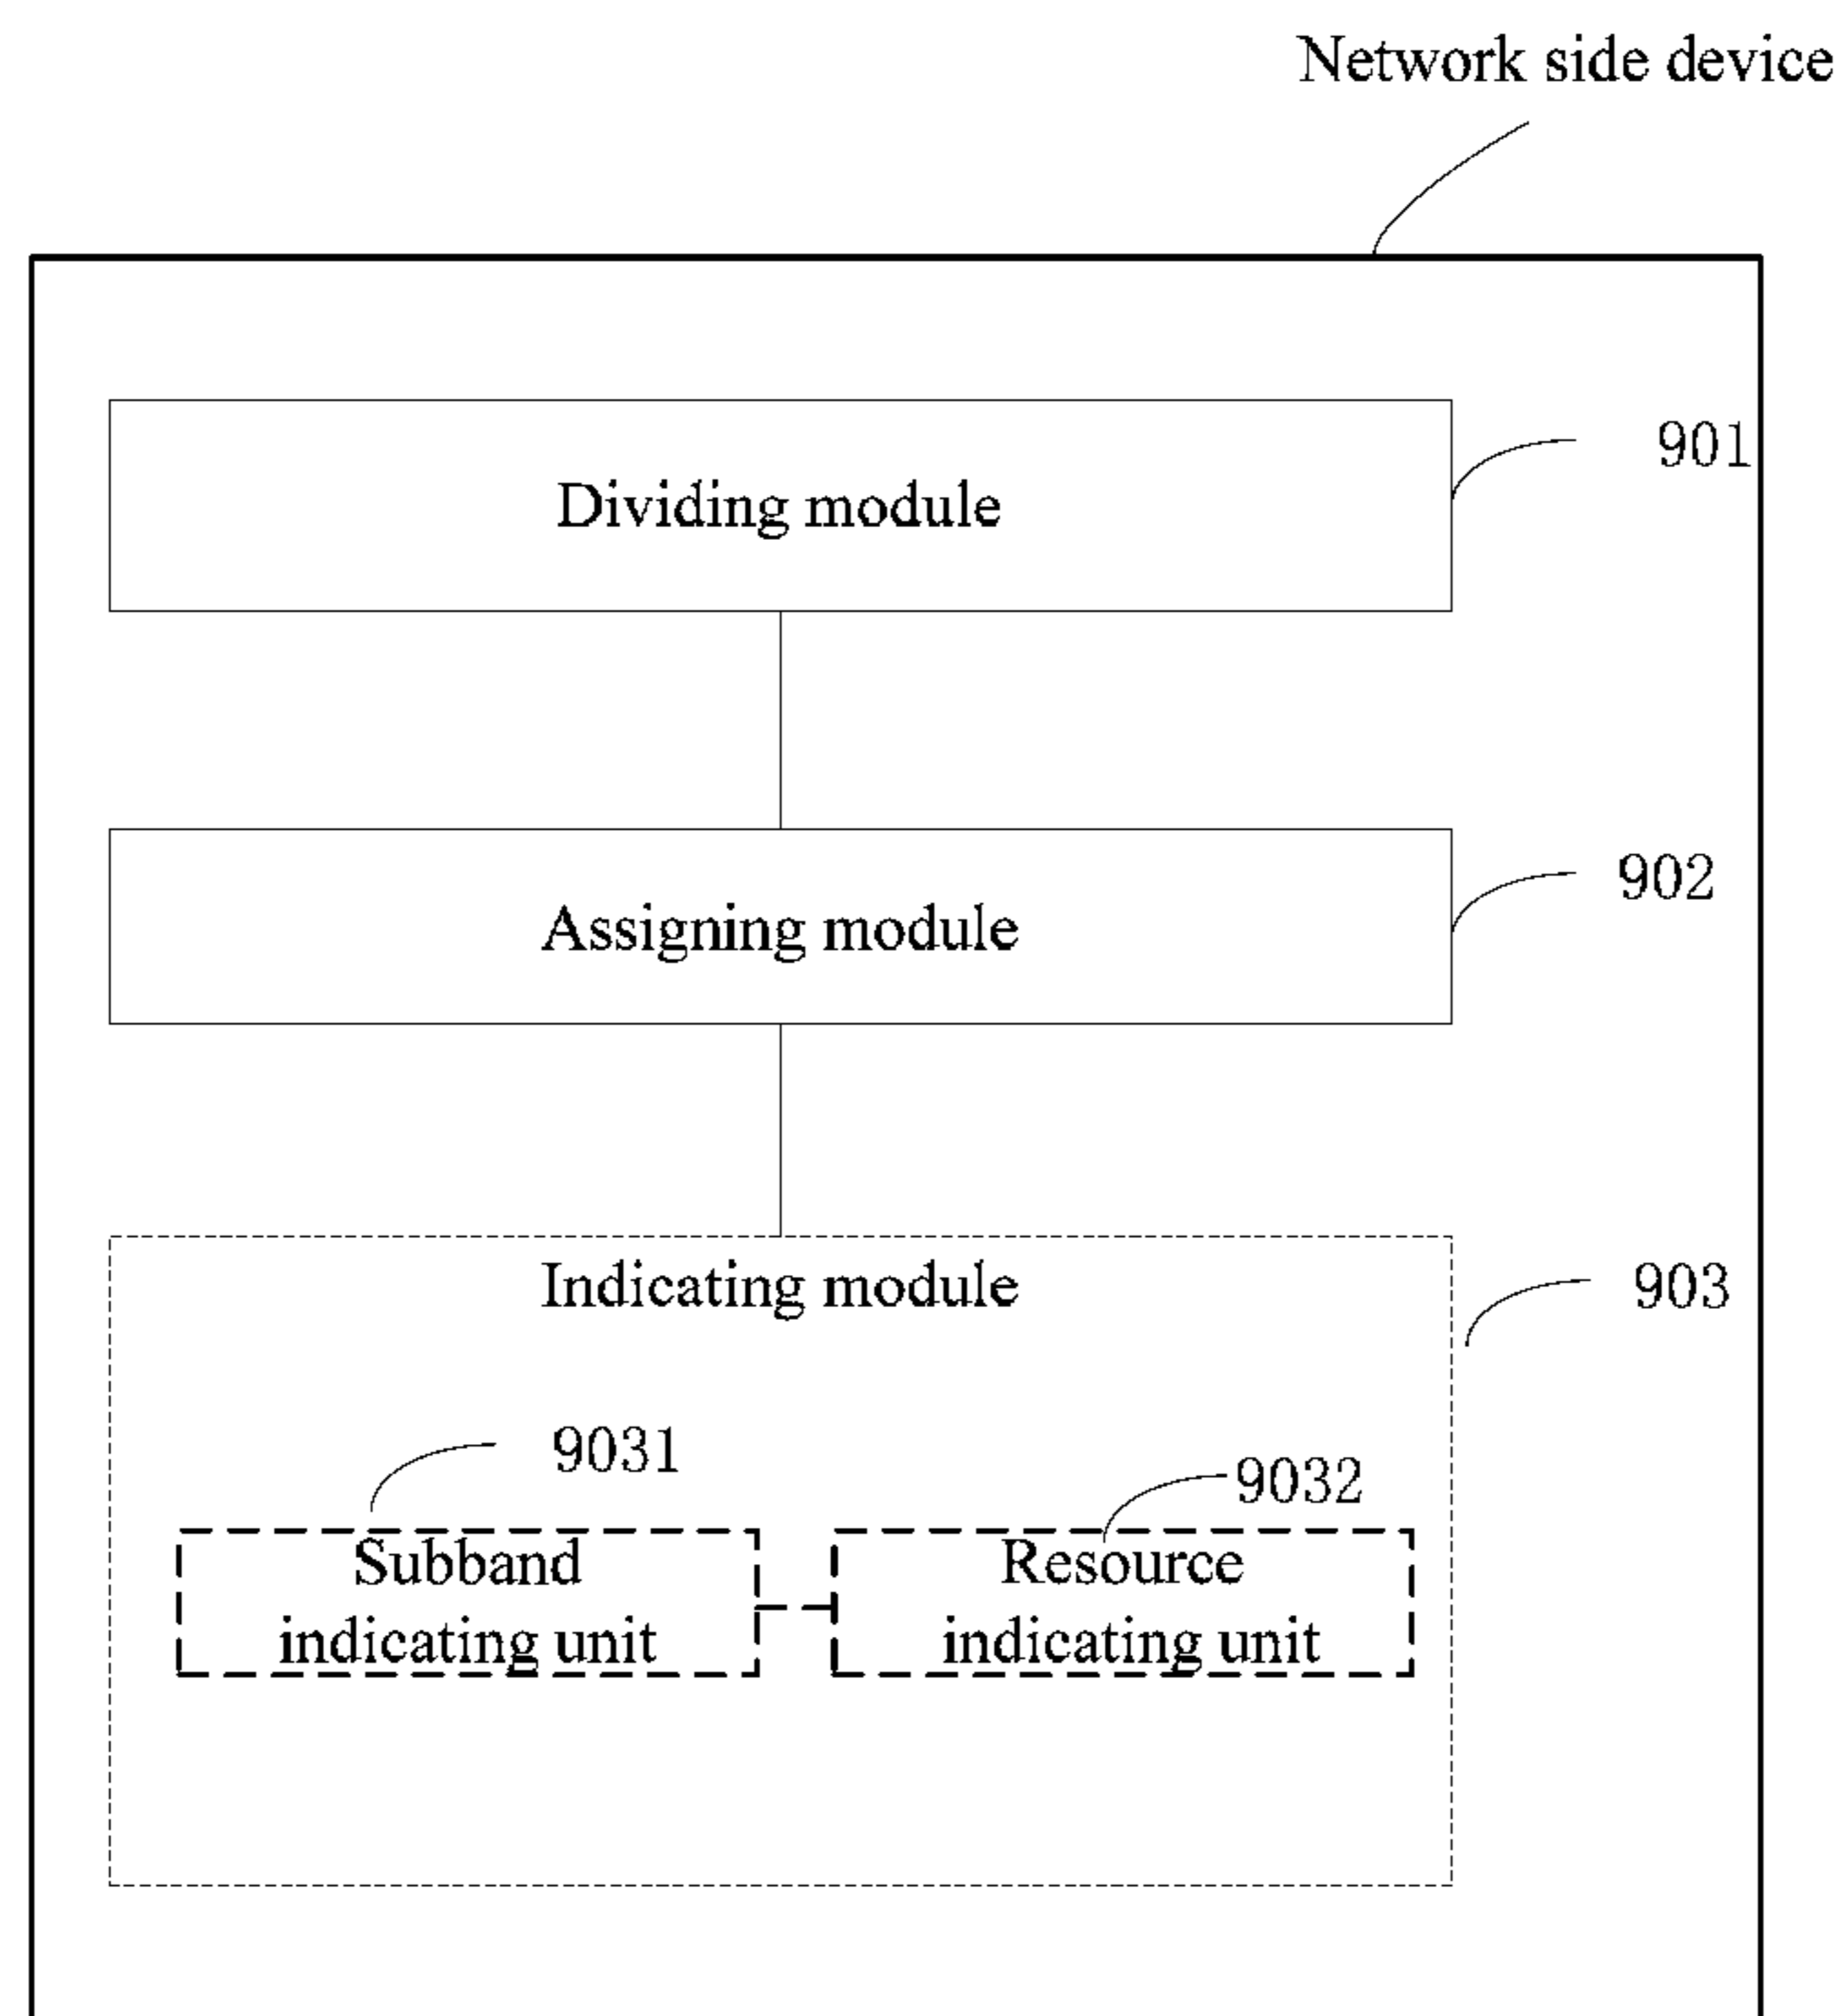 Network side device
901
Dividing module
902
Assigning module
Indicating module
903
9031
9032
Subband
indicating unit
Resource
indicating unit